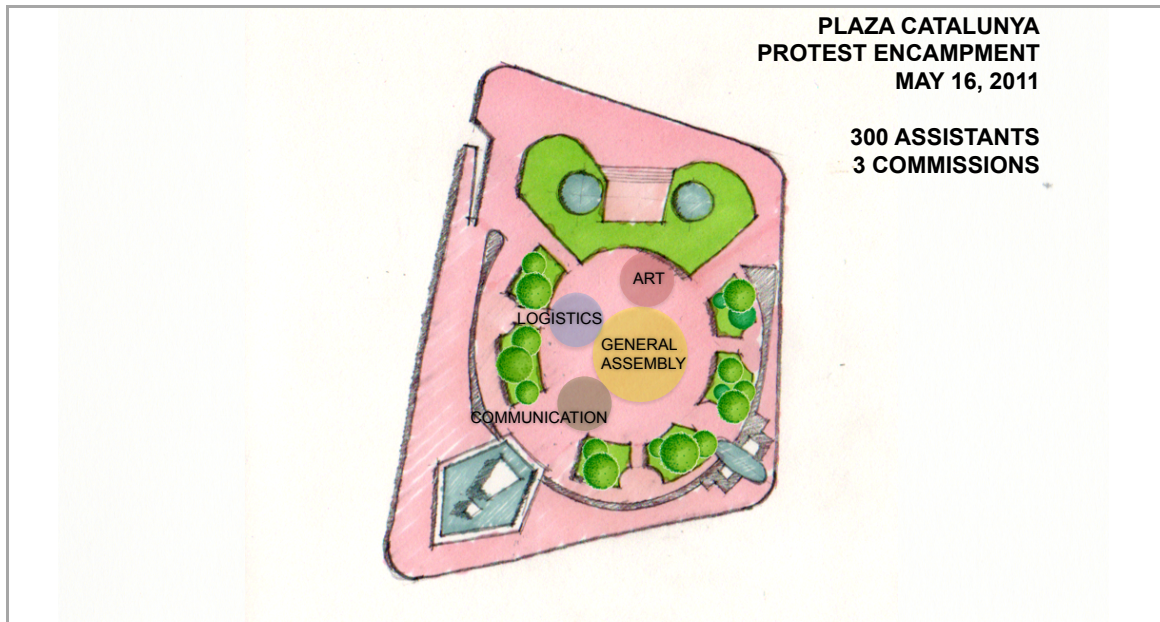 PLAZA CATALUNYA
PROTEST ENCAMPMENT
MAY 16, 2011
300 ASSISTANTS
3 COMMISSIONS
ART
LOGISTICS
GENERAL
ASSEMBLY
COMMUNICATION